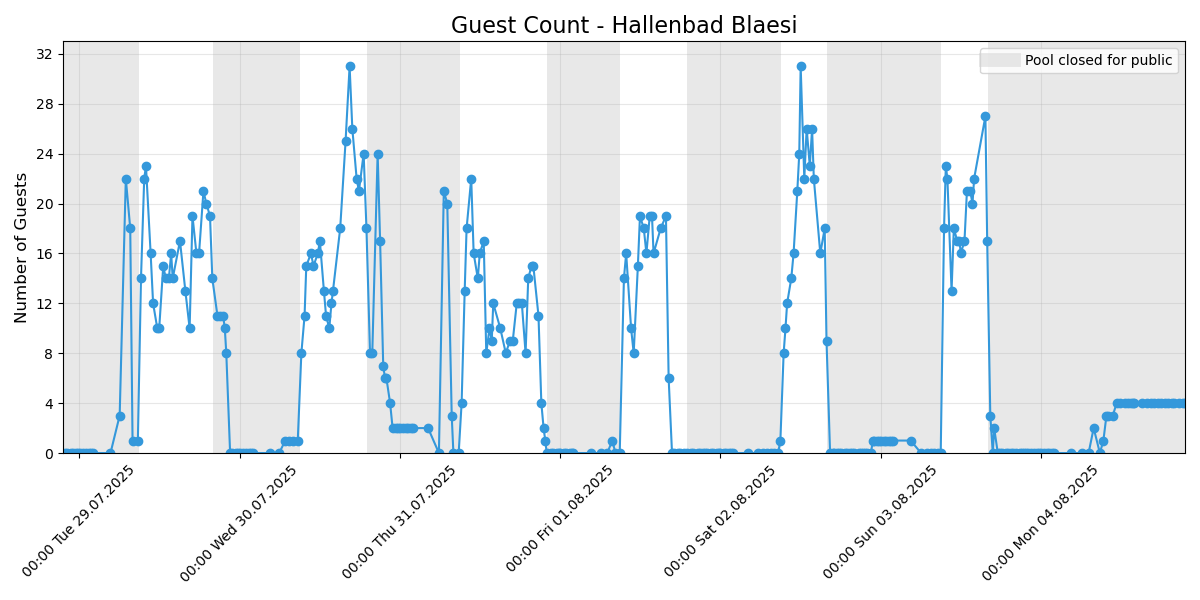 Guest Count - Hallenbad Blaesi
Pool closed for public
Number of Guests
32
28
24
20
16
12
8
4
0
00:00 Tue 29.07.2025
00:00 Wed 30.07.2025
00:00 Thu 31.07.2025
00:00 Fri 01.08.2025
00:00 Sat 02.08.2025
00:00 Sun 03.08.2025
00:00 Mon 04.08.2025